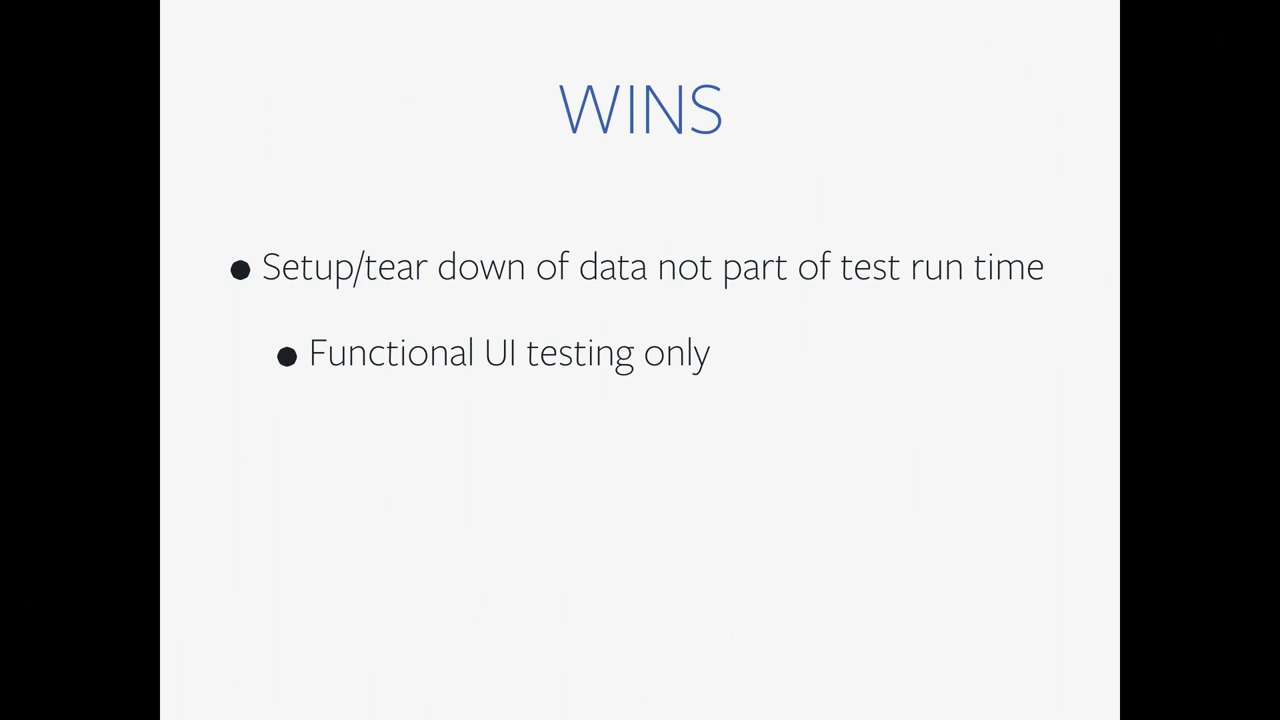 WINS
● Setup/tear down of data not part of test run time
● Functional UI testing only